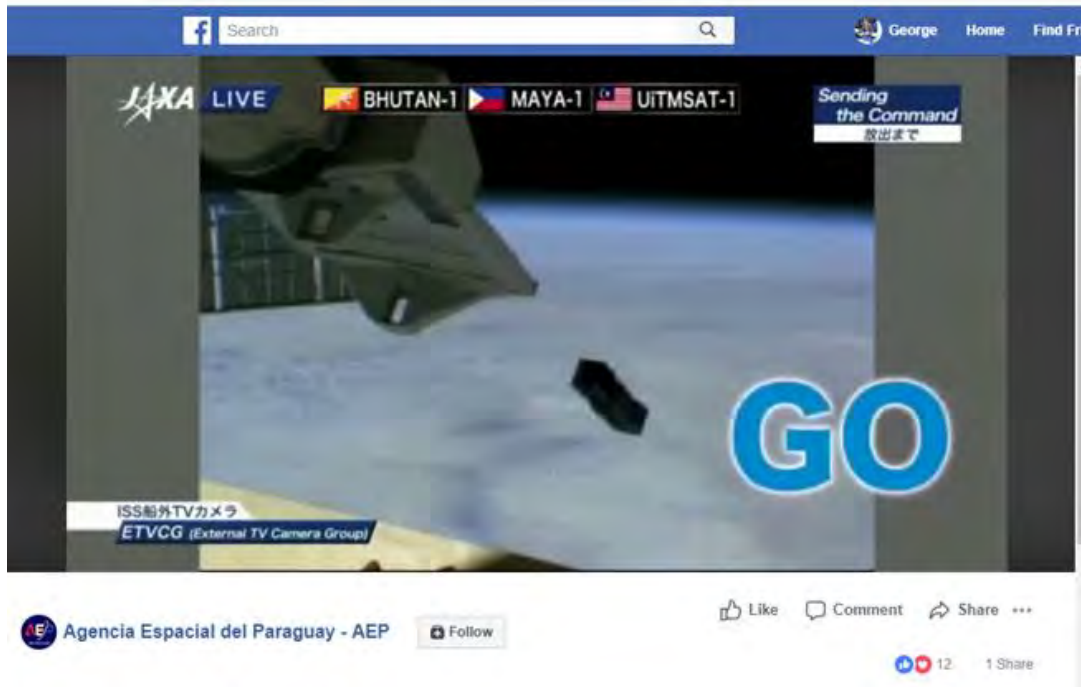 f Search George Home Find Fr
JAXA LIVE BHUTAN-1 MAYA-1 UiTMSAT-1
Sending
the Command
放出まで
GO
ISS船外TVカメラ
ETVCG (External TV Camera Group)
Like Comment Share
AE Agencia Espacial del Paraguay - AEP Follow
12 1 Share